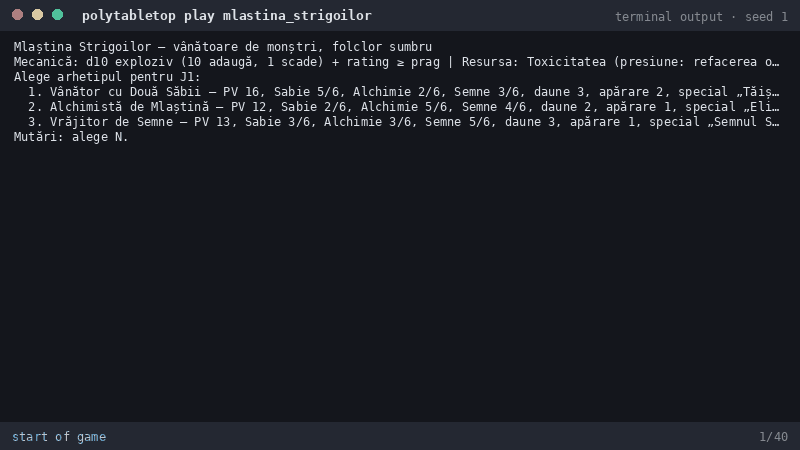 polytabletop play mlastina_strigoilor
terminal output · seed 1
Mlaștina Strigoilor — vânătoare de monștri, folclor sumbru
Mecanică: d10 exploziv (10 adaugă, 1 scade) + rating ≥ prag | Resursa: Toxicitatea (presiune: refacerea o…
Alege arhetipul pentru J1:
1. Vânător cu Două Săbii — PV 16, Sabie 5/6, Alchimie 2/6, Semne 3/6, daune 3, apărare 2, special „Tăiș…
2. Alchimistă de Mlaștină — PV 12, Sabie 2/6, Alchimie 5/6, Semne 4/6, daune 2, apărare 1, special „Eli…
3. Vrăjitor de Semne — PV 13, Sabie 3/6, Alchimie 3/6, Semne 5/6, daune 3, apărare 1, special „Semnul S…
Mutări: alege N.
start of game
1/40